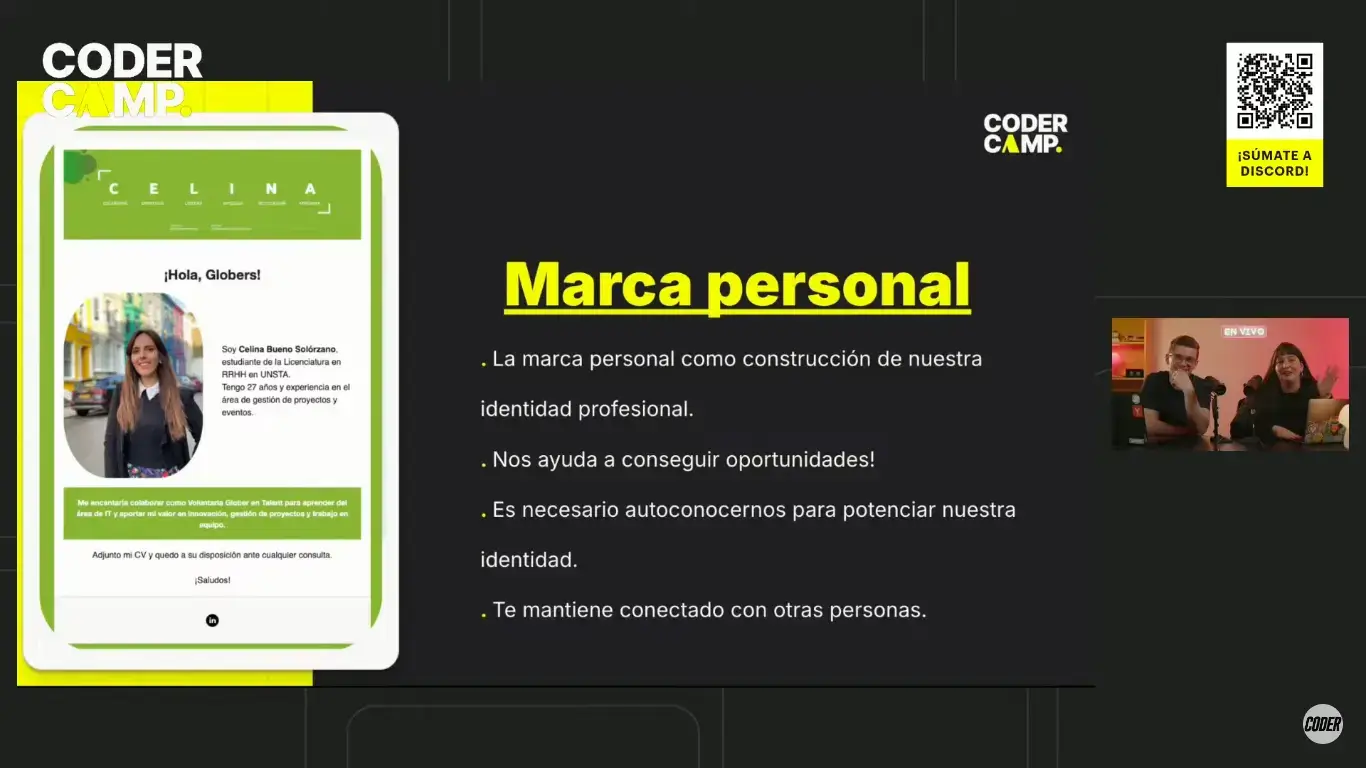 CODER
CAMP.
CELINA
¡Hola, Globers!
Soy Celina Bueno Solórzano,
estudiante de la Licenciatura en
RRHH en UNSTA.
Tengo 27 años y experiencia en el
área de gestión de proyectos y
eventos.
Me encantaría colaborar como Voluntaria Glober en Talent para aprender del
área de IT y aportar mi valor en innovación, gestión de proyectos y trabajo en
equipo.
Adjunto mi CV y quedo a su disposición ante cualquier consulta.
¡Saludos!
in
CODER
CAMP.
Marca personal
. La marca personal como construcción de nuestra
identidad profesional.
. Nos ayuda a conseguir oportunidades!
. Es necesario autoconocernos para potenciar nuestra
identidad.
. Te mantiene conectado con otras personas.
¡SÚMATE A
DISCORD!
EN VIVO
CODER